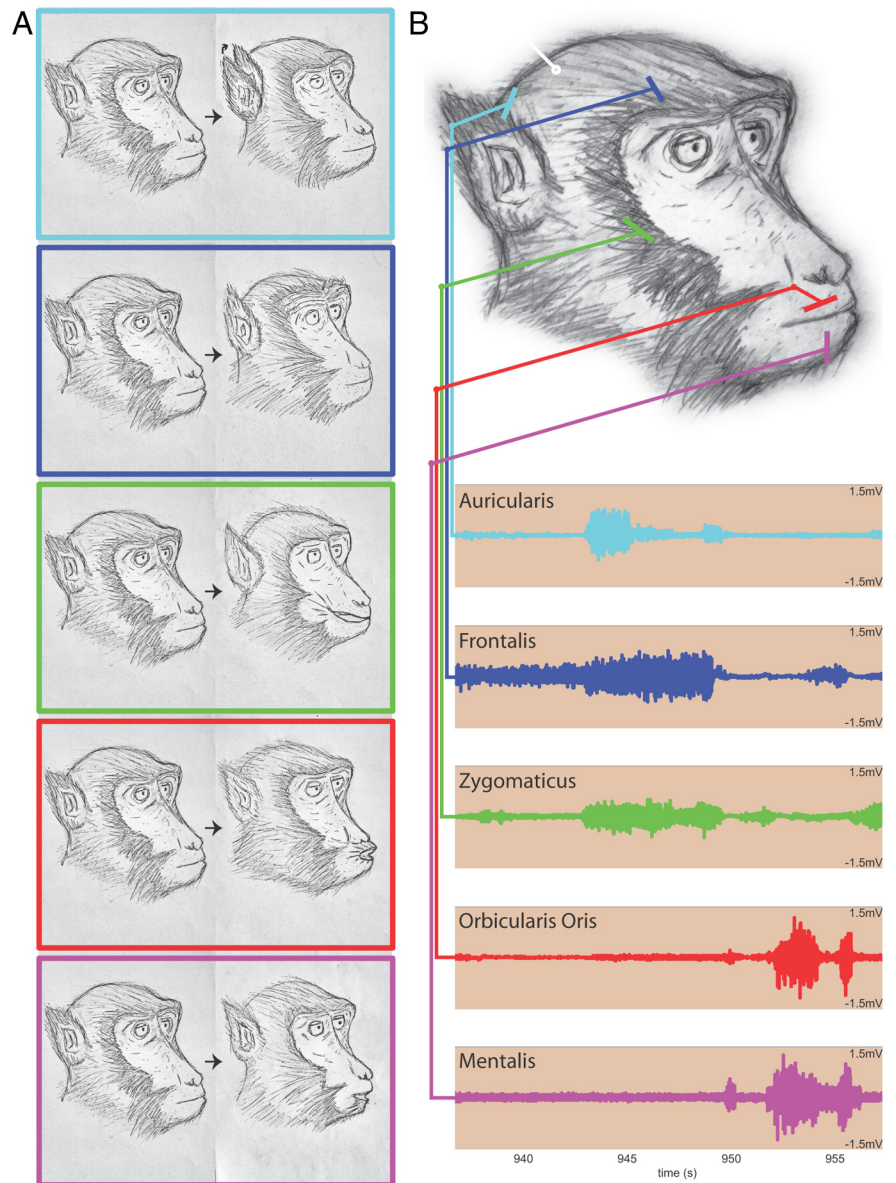 A
B
Auricularis
1.5mV
-1.5mV
Frontalis
1.5mV
-1.5mV
Zygomaticus
1.5mV
-1.5mV
Orbicularis Oris
1.5mV
-1.5mV
Mentalis
1.5mV
-1.5mV
940 945 950 955
time (s)